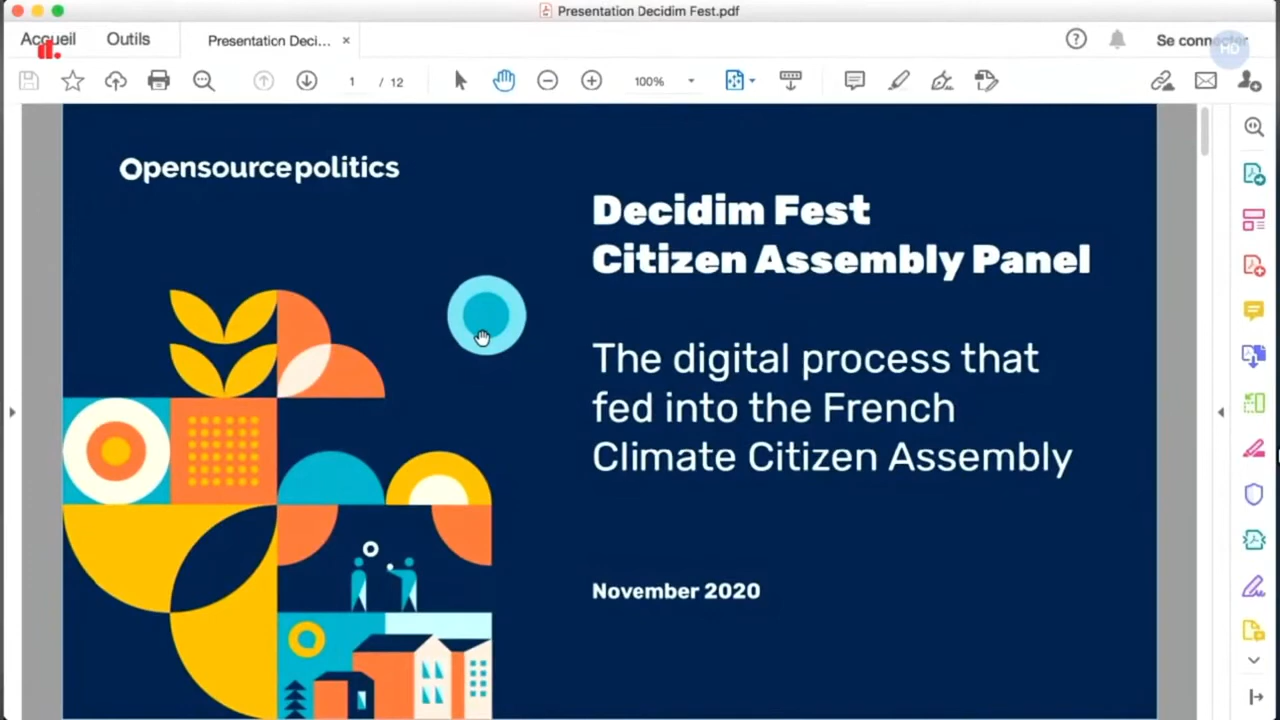 Presentation Decidim Fest.pdf
Accueil
Outils
Presentation Deci...
Se connecter
d.
HD
1 / 12
100%
Opensourcepolitics
Decidim Fest
Citizen Assembly Panel
The digital process that
fed into the French
Climate Citizen Assembly
November 2020